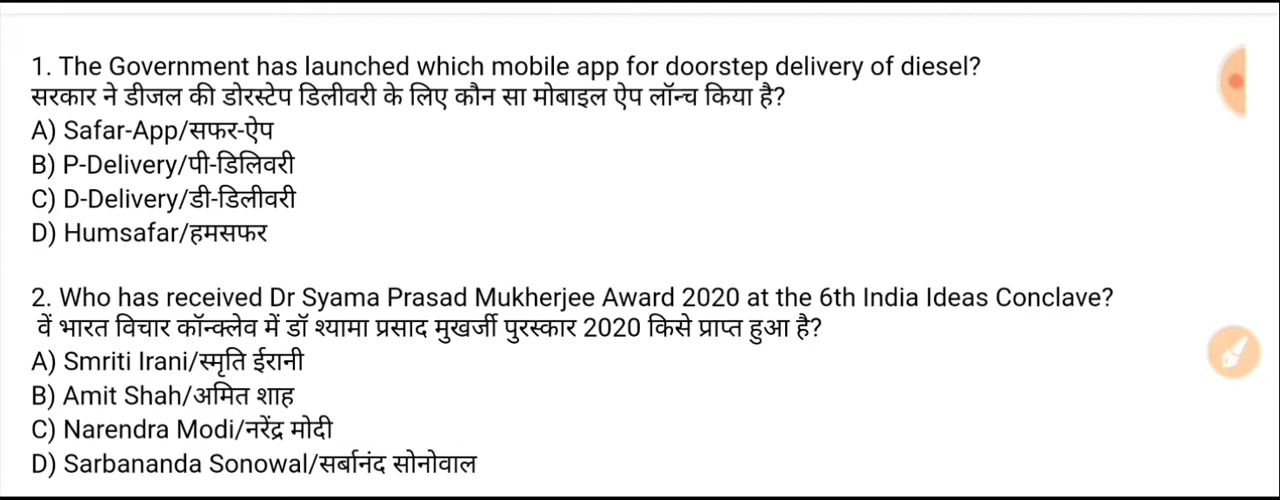 1. The Government has launched which mobile app for doorstep delivery of diesel?
सरकार ने डीजल की डोरस्टेप डिलीवरी के लिए कौन सा मोबाइल ऐप लॉन्च किया है?
A) Safar-App/सफर-ऐप
B) P-Delivery/पी-डिलिवरी
C) D-Delivery/डी-डिलीवरी
D) Humsafar/हमसफर
2. Who has received Dr Syama Prasad Mukherjee Award 2020 at the 6th India Ideas Conclave?
वें भारत विचार कॉन्क्लेव में डॉ श्यामा प्रसाद मुखर्जी पुरस्कार 2020 किसे प्राप्त हुआ है?
A) Smriti Irani/स्मृति ईरानी
B) Amit Shah/अमित शाह
C) Narendra Modi/नरेंद्र मोदी
D) Sarbananda Sonowal/सर्बानंद सोनोवाल